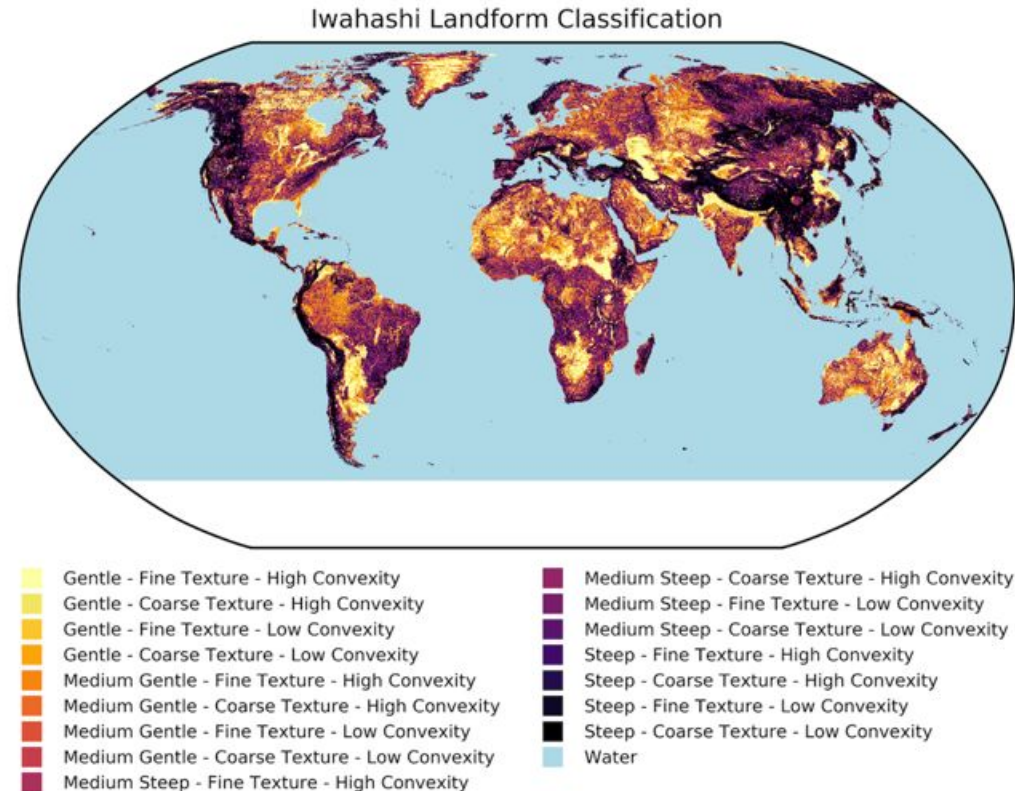 Iwahashi Landform Classification
Gentle - Fine Texture - High Convexity
Gentle - Coarse Texture - High Convexity
Gentle - Fine Texture - Low Convexity
Gentle - Coarse Texture - Low Convexity
Medium Gentle - Fine Texture - High Convexity
Medium Gentle - Coarse Texture - High Convexity
Medium Gentle - Fine Texture - Low Convexity
Medium Gentle - Coarse Texture - Low Convexity
Medium Steep - Fine Texture - High Convexity
Medium Steep - Coarse Texture - High Convexity
Medium Steep - Fine Texture - Low Convexity
Medium Steep - Coarse Texture - Low Convexity
Steep - Fine Texture - High Convexity
Steep - Coarse Texture - High Convexity
Steep - Fine Texture - Low Convexity
Steep - Coarse Texture - Low Convexity
Water